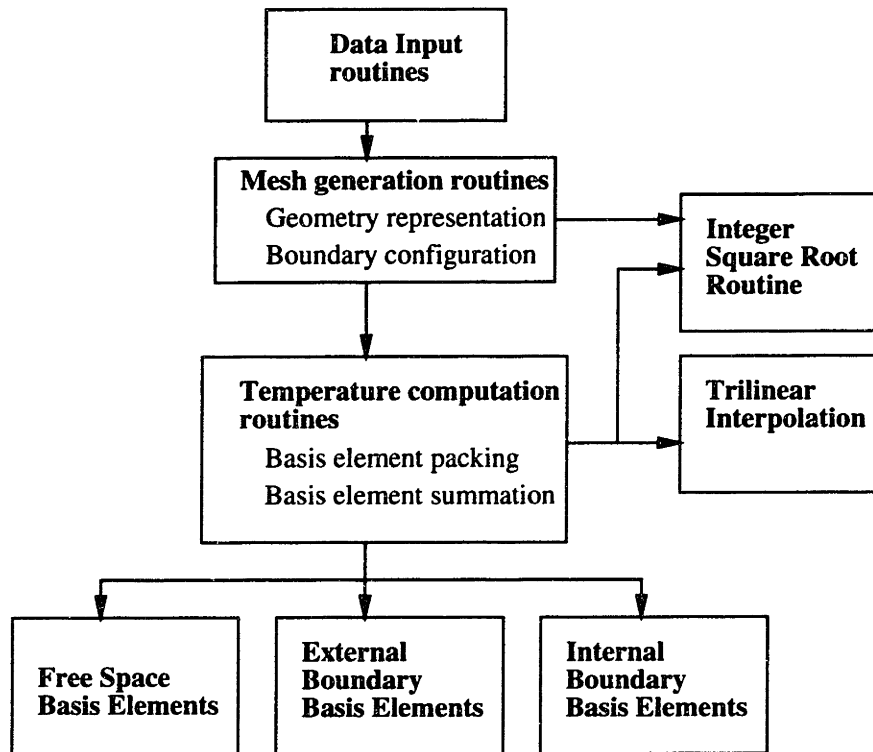 Data Input
routines
Mesh generation routines
Geometry representation
Boundary configuration
Integer
Square Root
Routine
Temperature computation
routines
Basis element packing
Basis element summation
Trilinear
Interpolation
Free Space
Basis Elements
External
Boundary
Basis Elements
Internal
Boundary
Basis Elements